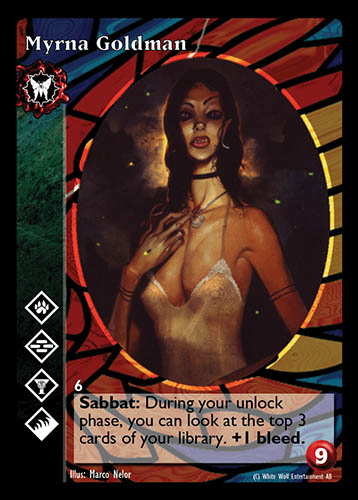 Myrna Goldman
6
Sabbat: During your unlock
phase, you can look at the top 3
cards of your library. +1 bleed.
9
Illus: Marco Nelor
(C) White Wolf Entertainment AB